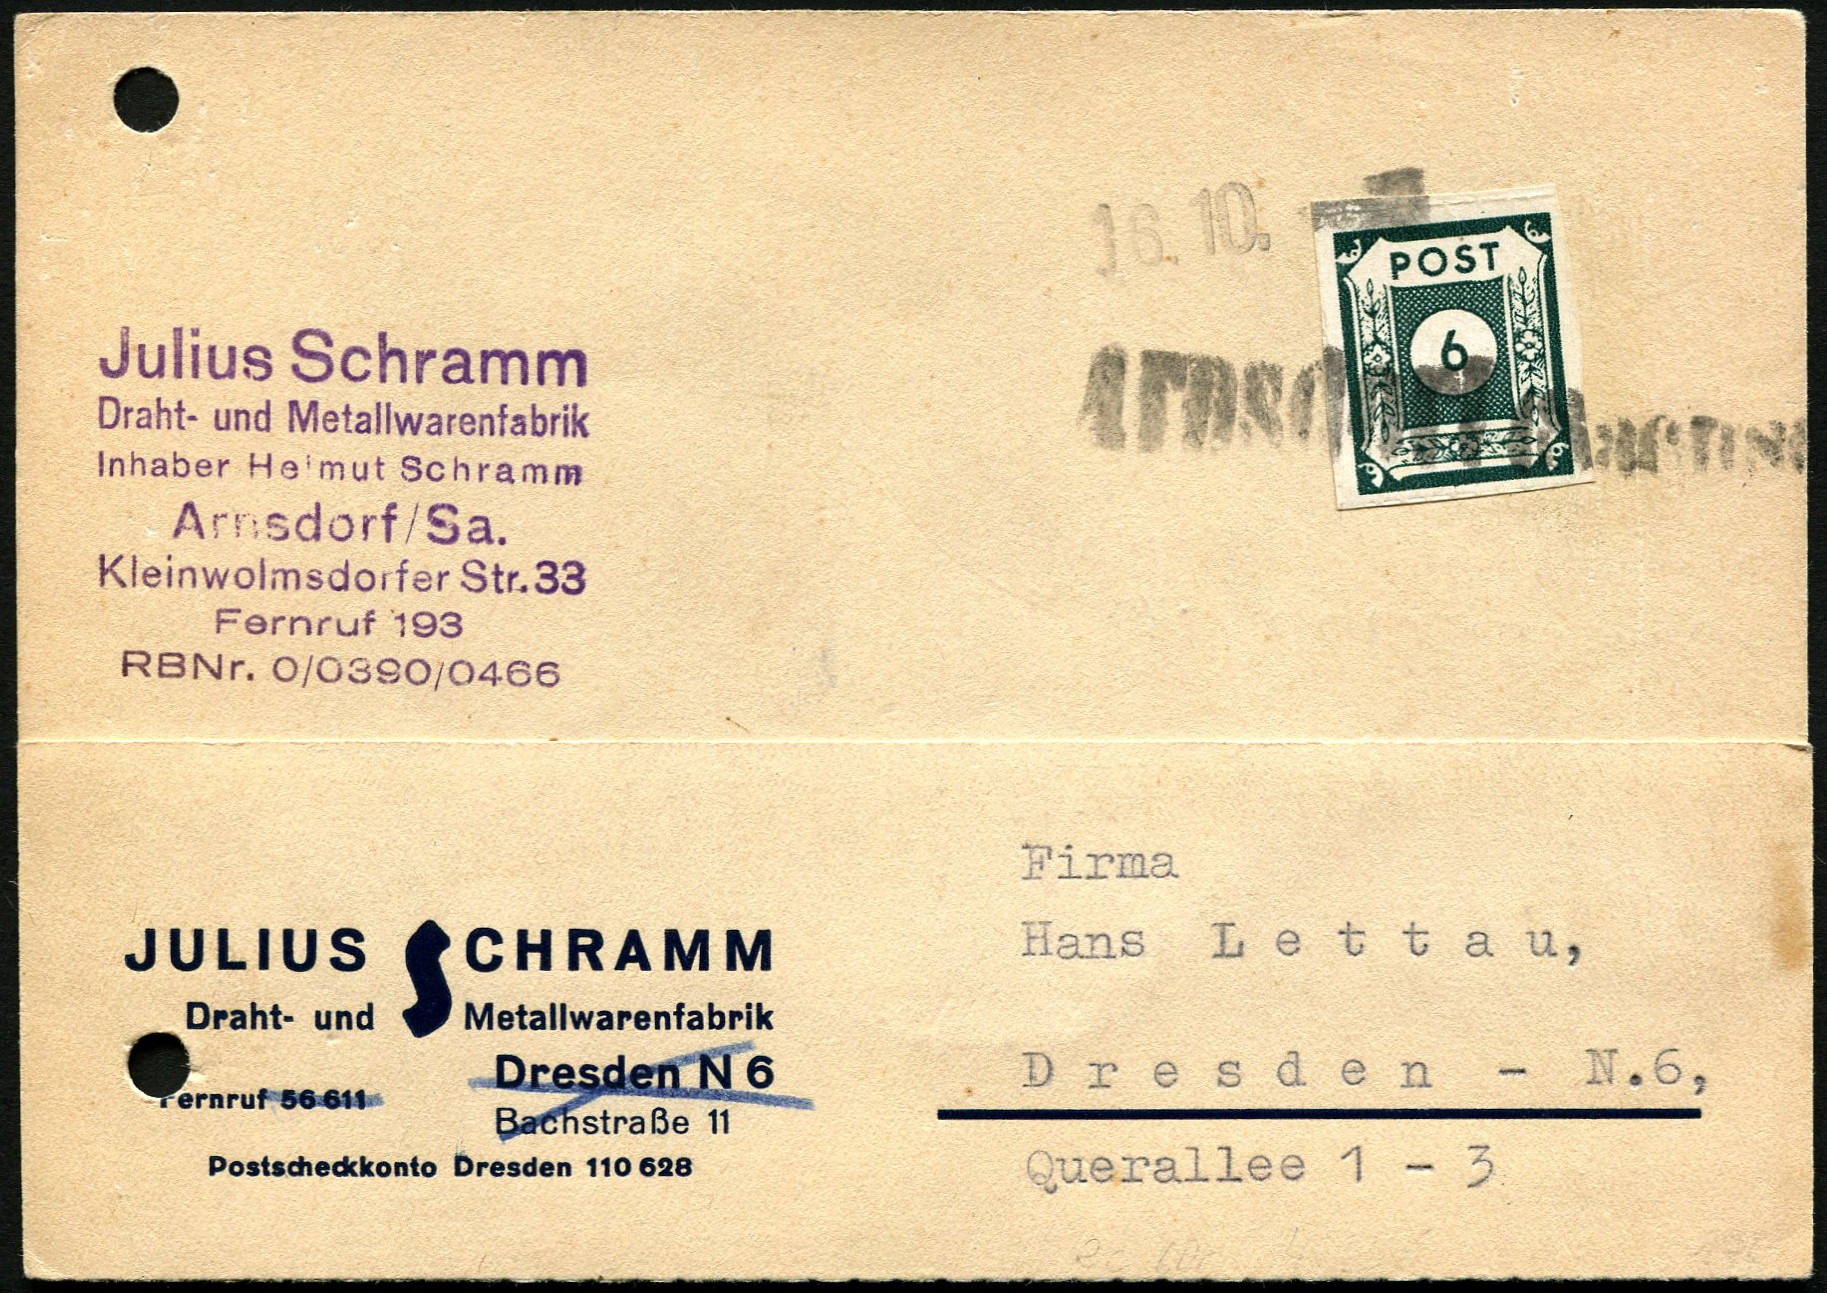 16. 10.
POST
6
Julius Schramm
Draht- und Metallwarenfabrik
Inhaber Helmut Schramm
Arnsdorf/Sa.
Kleinwolmsdorfer Str. 33
Fernruf 193
RBNr. 0/0390/0466
JULIUS SCHRAMM
Draht- und Metallwarenfabrik
Dresden N 6
Fernruf 56 611
Bachstraße 11
Postscheckkonto Dresden 110 628
Firma
Hans Lettau,
Dresden - N.6,
Querallee 1 - 3